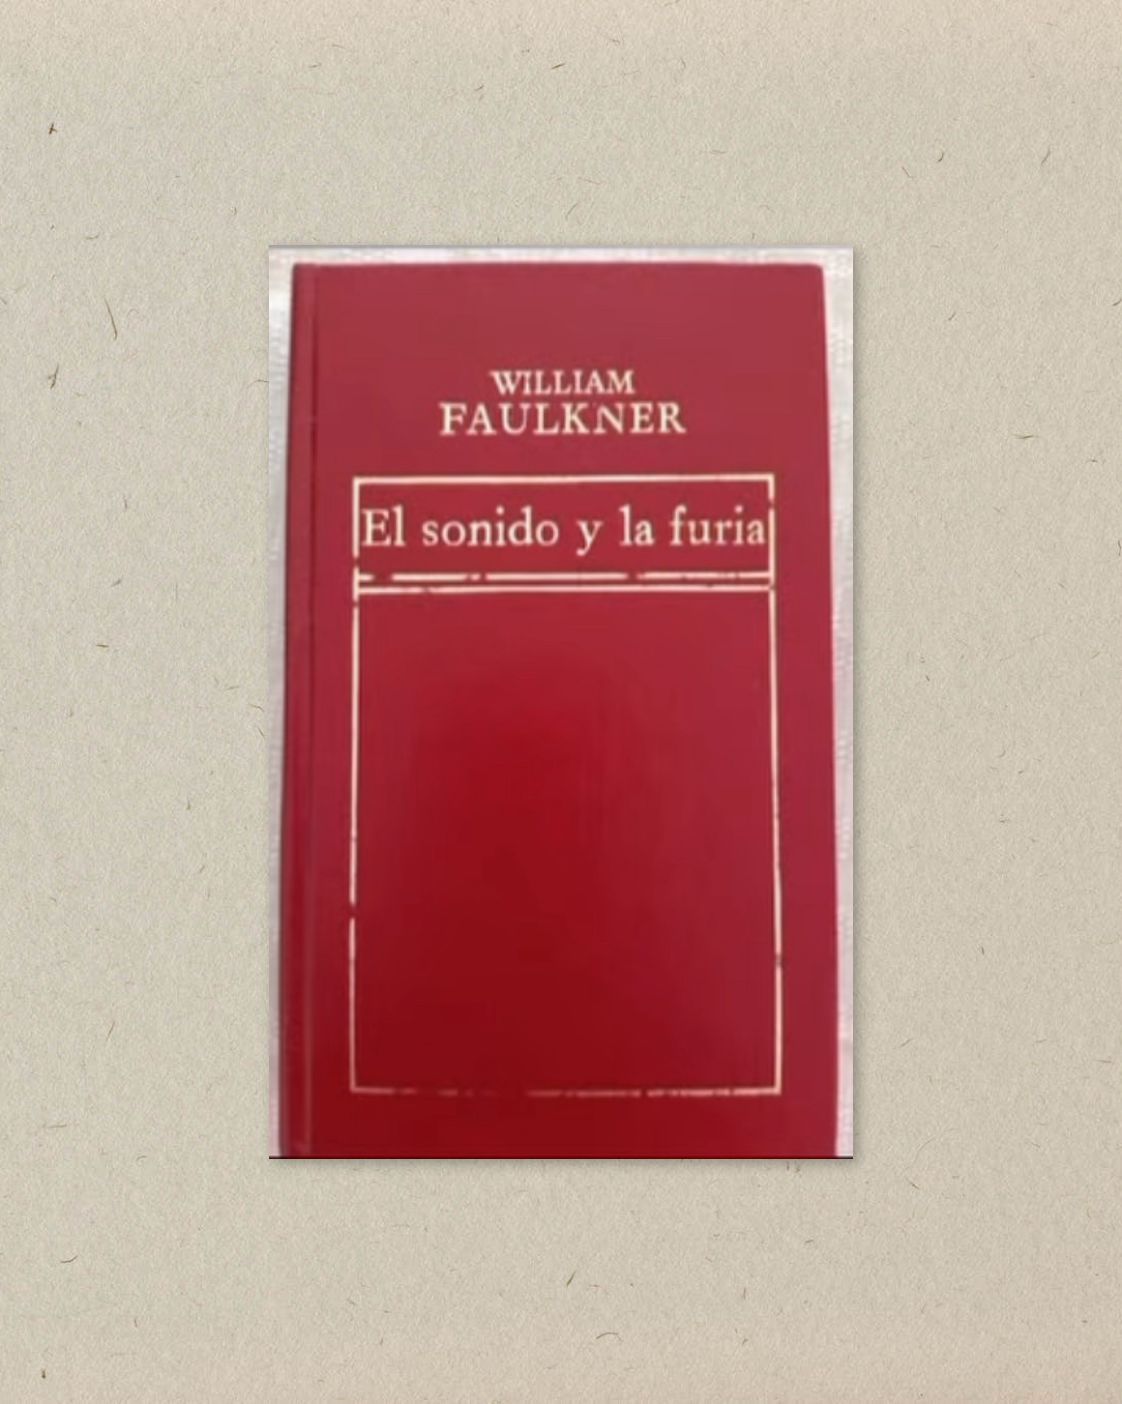 WILLIAM
FAULKNER
El sonido y la furia